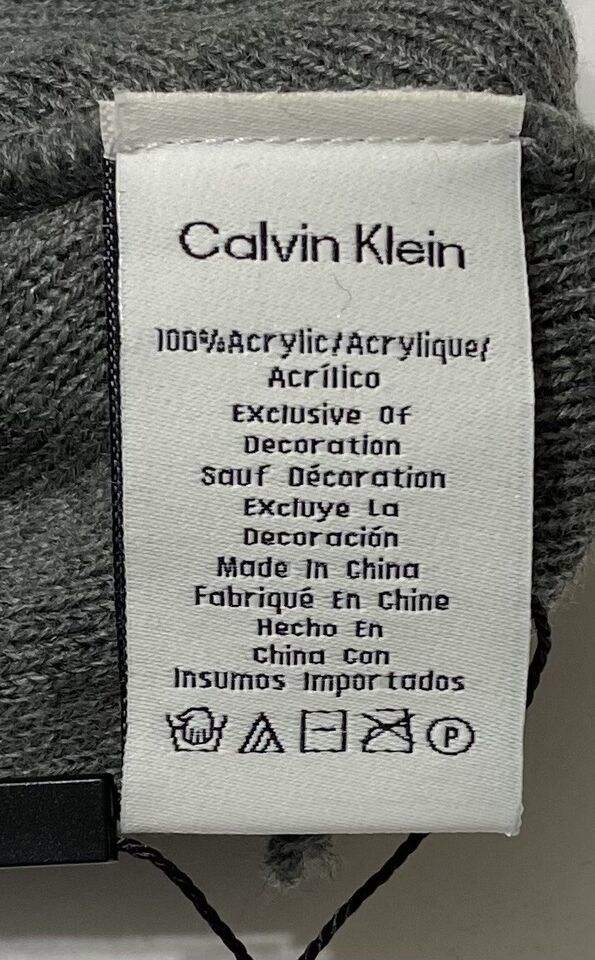 Calvin Klein
100%Acrylic/Acrylique/
Acrílico
Exclusive Of
Decoration
Sauf Décoration
Excluye La
Decoración
Made In China
Fabriqué En Chine
Hecho En
China Con
Insumos Importados
P